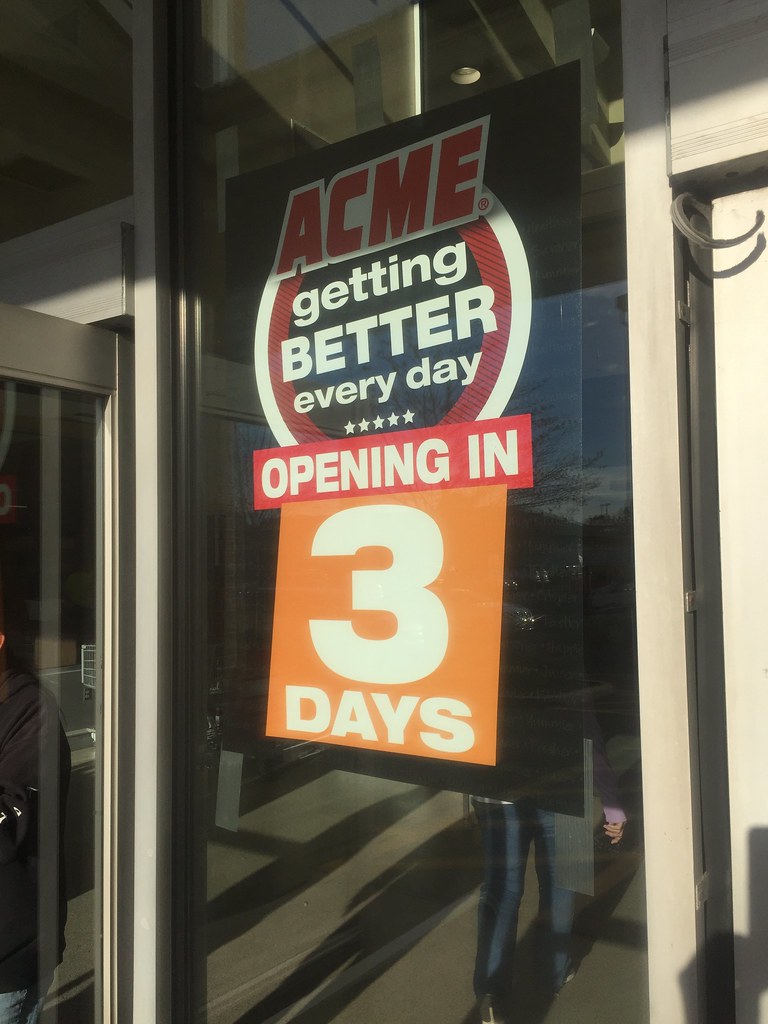 ACME®
getting
BETTER
every day
OPENING IN
3
DAYS